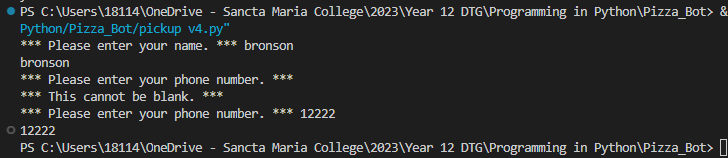 PS C:\Users\18114\OneDrive - Sancta Maria College\2023\Year 12 DTG\Programming in Python\Pizza_Bot> &
Python/Pizza_Bot/pickup v4.py"
*** Please enter your name. *** bronson
bronson
*** Please enter your phone number. ***
*** This cannot be blank. ***
*** Please enter your phone number. *** 12222
12222
PS C:\Users\18114\OneDrive - Sancta Maria College\2023\Year 12 DTG\Programming in Python\Pizza_Bot>